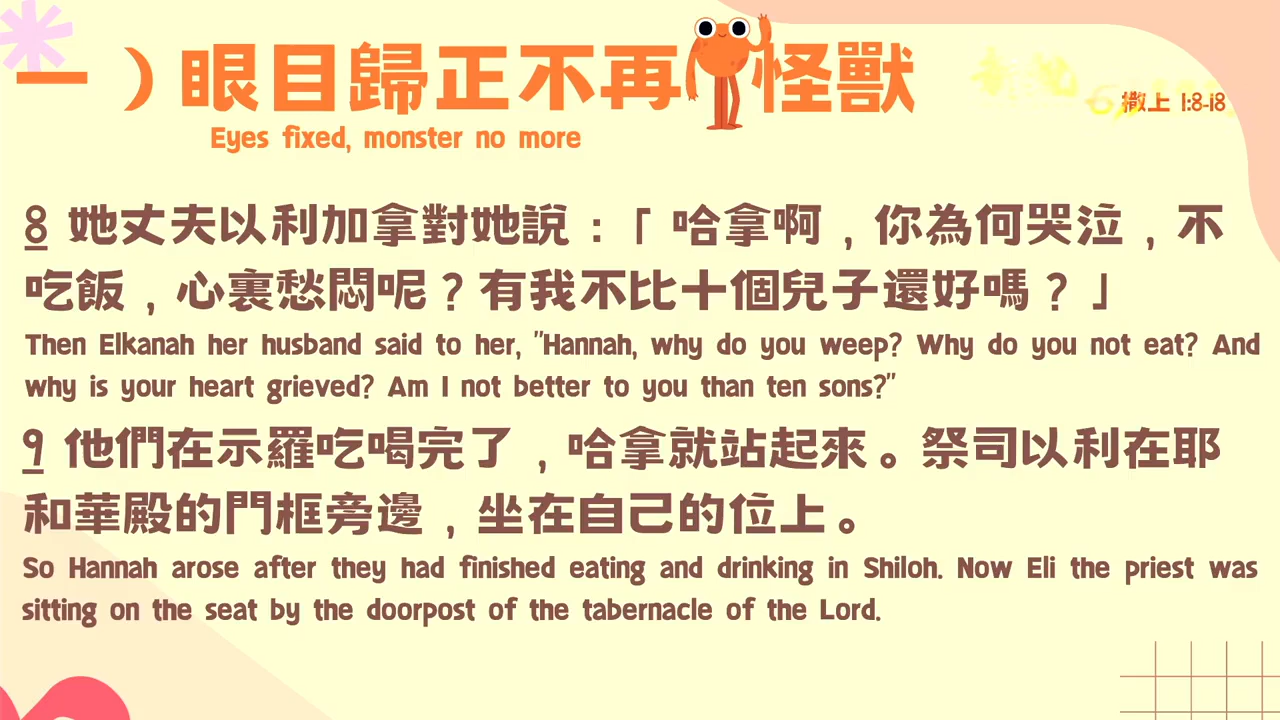 一）眼目歸正不再怪獸
Eyes fixed, monster no more
撒上 1:8-18
8 她丈夫以利加拿對她說：「哈拿啊，你為何哭泣，不
吃飯，心裏愁悶呢？有我不比十個兒子還好嗎？」
Then Elkanah her husband said to her, "Hannah, why do you weep? Why do you not eat? And
why is your heart grieved? Am I not better to you than ten sons?"
9 他們在示羅吃喝完了，哈拿就站起來。祭司以利在耶
和華殿的門框旁邊，坐在自己的位上。
So Hannah arose after they had finished eating and drinking in Shiloh. Now Eli the priest was
sitting on the seat by the doorpost of the tabernacle of the Lord.